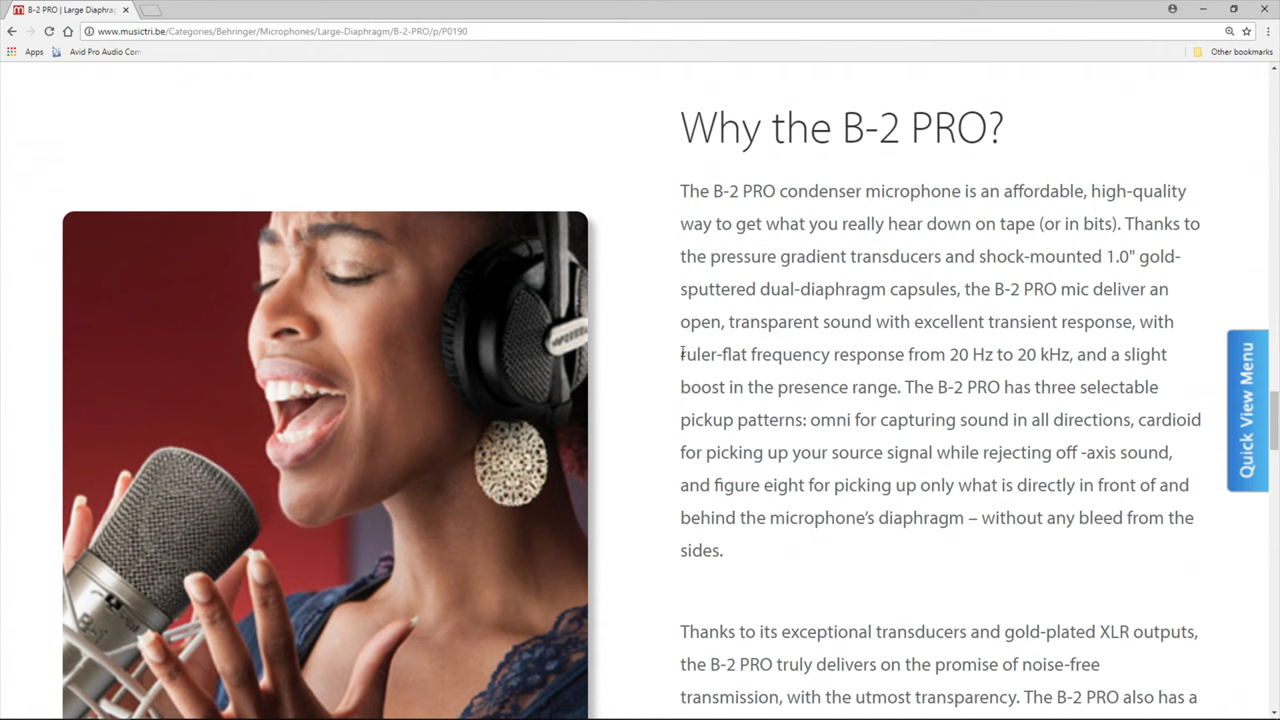 B-2 PRO | Large Diaphra
www.musictri.be/Categories/Behringer/Microphones/Large-Diaphragm/B-2-PRO/p/P0190
Apps
Avid Pro Audio Com
Other bookmarks
Why the B-2 PRO?
The B-2 PRO condenser microphone is an affordable, high-quality
way to get what you really hear down on tape (or in bits). Thanks to
the pressure gradient transducers and shock-mounted 1.0" gold-
sputtered dual-diaphragm capsules, the B-2 PRO mic deliver an
open, transparent sound with excellent transient response, with
ruler-flat frequency response from 20 Hz to 20 kHz, and a slight
boost in the presence range. The B-2 PRO has three selectable
pickup patterns: omni for capturing sound in all directions, cardioid
for picking up your source signal while rejecting off -axis sound,
and figure eight for picking up only what is directly in front of and
behind the microphone's diaphragm – without any bleed from the
sides.
Thanks to its exceptional transducers and gold-plated XLR outputs,
the B-2 PRO truly delivers on the promise of noise-free
transmission, with the utmost transparency. The B-2 PRO also has a
Quick View Menu